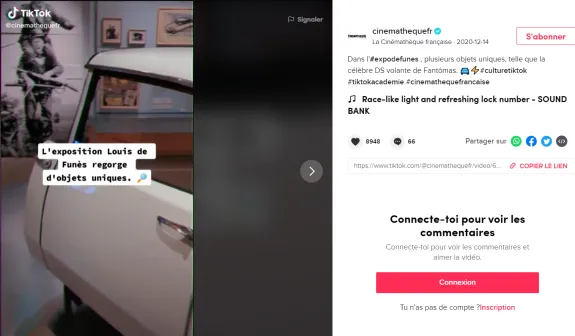 TikTok
@cinemathequefr
Signaler
L'exposition Louis de
Funès regorge
d'objets uniques.
cinemathequefr
La Cinémathèque française · 2020-12-14
S'abonner
Dans l'#expodefunes , plusieurs objets uniques, telle que la
célèbre DS volante de Fantômas. 🚘⚡#culturetiktok
#tiktokacademie #cinemathequefrancaise
Race-like light and refreshing lock number - SOUND
BANK
8948
66
Partager sur
https://www.tiktok.com/@cinemathequefr/video/6...
COPIER LE LIEN
Connecte-toi pour voir les
commentaires
Connecte-toi pour voir les commentaires et
aimer la vidéo.
Connexion
Tu n'as pas de compte ?Inscription